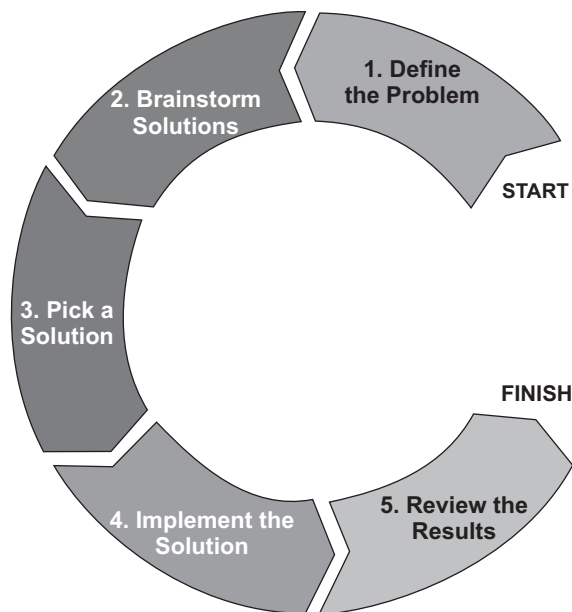 1. Define
the Problem
START
2. Brainstorm
Solutions
3. Pick a
Solution
4. Implement the
Solution
5. Review the
Results
FINISH